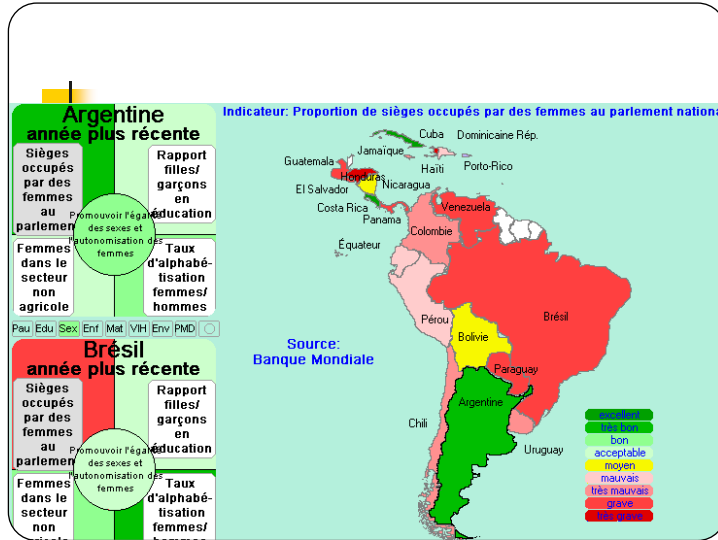 Argentine
année plus récente
Sièges
occupés
par des
femmes
au
parlemen
Rapport
filles/
garçons
en
éducation
Promouvoir l'égali
des sexes et
l'autonomisation des
femmes
Femmes
dans le
secteur
non
agricole
Taux
d'alphabé-
tisation
femmes/
hommes
Pau Edu Sex Enf Mat VIH Env PMD
Brésil
année plus récente
Sièges
occupés
par des
femmes
au
parlemen
Rapport
filles/
garçons
en
éducation
Promouvoir l'égali
des sexes et
l'autonomisation des
femmes
Femmes
dans le
secteur
non
Taux
d'alphabé-
tisation
femmes/
Indicateur: Proportion de sièges occupés par des femmes au parlement nationa
Cuba
Dominicaine Rép.
Jamaïque
Haïti
Porto-Rico
Guatemala
Honduras
El Salvador
Nicaragua
Costa Rica
Panama
Venezuela
Colombie
Équateur
Pérou
Brésil
Bolivie
Paraguay
Argentine
Chili
Uruguay
Source:
Banque Mondiale
excellent
très bon
bon
acceptable
moyen
mauvais
très mauvais
grave
très grave